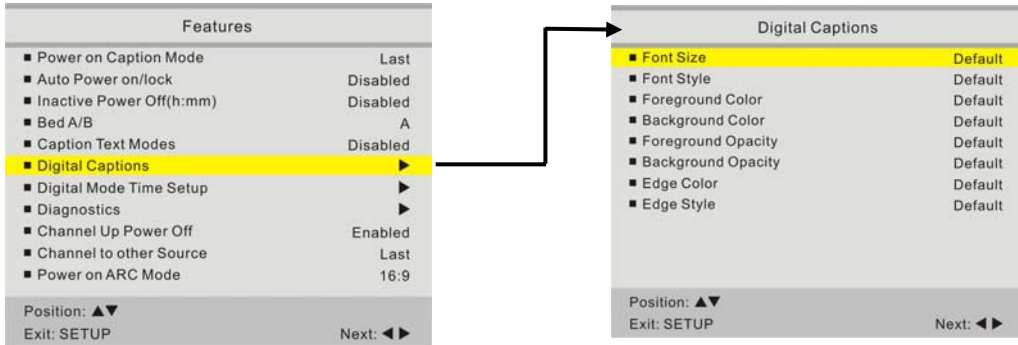 Features
■ Power on Caption Mode Last
■ Auto Power on/lock Disabled
■ Inactive Power Off(h:mm) Disabled
■ Bed A/B A
■ Caption Text Modes Disabled
■ Digital Captions ▶
■ Digital Mode Time Setup ▶
■ Diagnostics ▶
■ Channel Up Power Off Enabled
■ Channel to other Source Last
■ Power on ARC Mode 16:9
Position: ▲▼
Exit: SETUP Next: ◀ ▶
Digital Captions
■ Font Size Default
■ Font Style Default
■ Foreground Color Default
■ Background Color Default
■ Foreground Opacity Default
■ Background Opacity Default
■ Edge Color Default
■ Edge Style Default
Position: ▲▼
Exit: SETUP Next: ◀ ▶